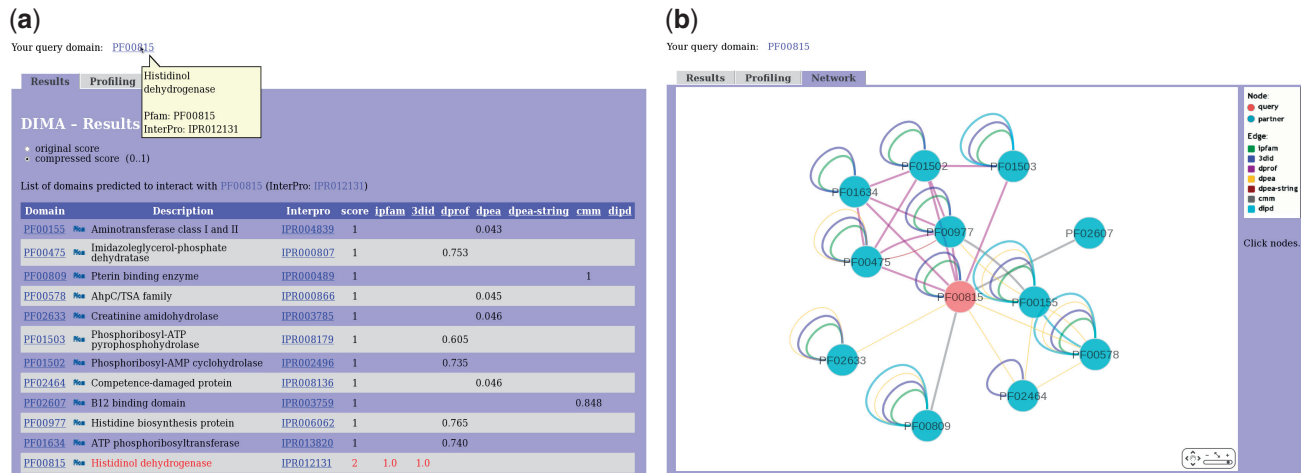 (a)
Your query domain: PF00815
Histidinol
dehydrogenase
Pfam: PF00815
InterPro: IPR012131
Results Profiling
DIMA - Results
original score
compressed score (0..1)
List of domains predicted to interact with PF00815 (InterPro: IPR012131)
Domain Description Interpro score ipfam 3did dprof dpea dpea-string cmm dipd
PF00155 Aminotransferase class I and II IPR004839 1 0.043
PF00475 Imidazoleglycerol-phosphate
dehydratase IPR000807 1 0.753
PF00809 Pterin binding enzyme IPR000489 1 1
PF00578 AhpC/TSA family IPR000866 1 0.045
PF02633 Creatinine amidohydrolase IPR003785 1 0.046
PF01503 Phosphoribosyl-ATP
pyrophosphohydrolase IPR008179 1 0.605
PF01502 Phosphoribosyl-AMP cyclohydrolase IPR002496 1 0.735
PF02464 Competence-damaged protein IPR008136 1 0.046
PF02607 B12 binding domain IPR003759 1 0.848
PF00977 Histidine biosynthesis protein IPR006062 1 0.765
PF01634 ATP phosphoribosyltransferase IPR013820 1 0.740
PF00815 Histidinol dehydrogenase IPR012131 2 1.0 1.0
(b)
Your query domain: PF00815
Results Profiling Network
PF01502
PF01503
PF01634
PF00977
PF02607
PF00475
PF00815
PF00155
PF02633
PF00578
PF02464
PF00809
Node:
query
partner
Edge:
ipfam
3did
dprof
dpea
dpea-string
cmm
dipd
Click nodes.